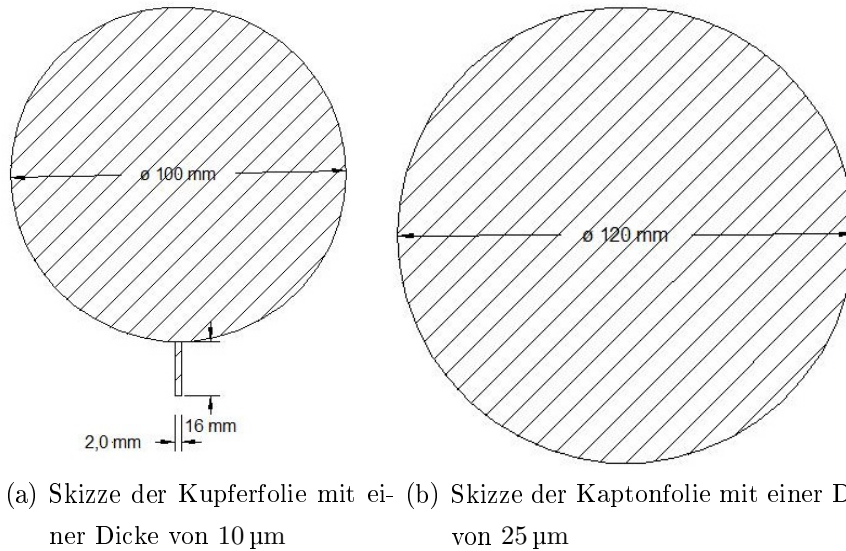 ø 100 mm
ø 120 mm
16 mm
2,0 mm
(a) Skizze der Kupferfolie mit ei-
ner Dicke von 10 µm
(b) Skizze der Kaptonfolie mit einer D
von 25 µm